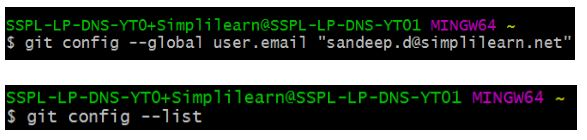 SSPL-LP-DNS-YT0+Simplilearn@SSPL-LP-DNS-YT01 MINGW64 ~
$ git config --global user.email "sandeep.d@simplilearn.net"
SSPL-LP-DNS-YT0+Simplilearn@SSPL-LP-DNS-YT01 MINGW64 ~
$ git config --list